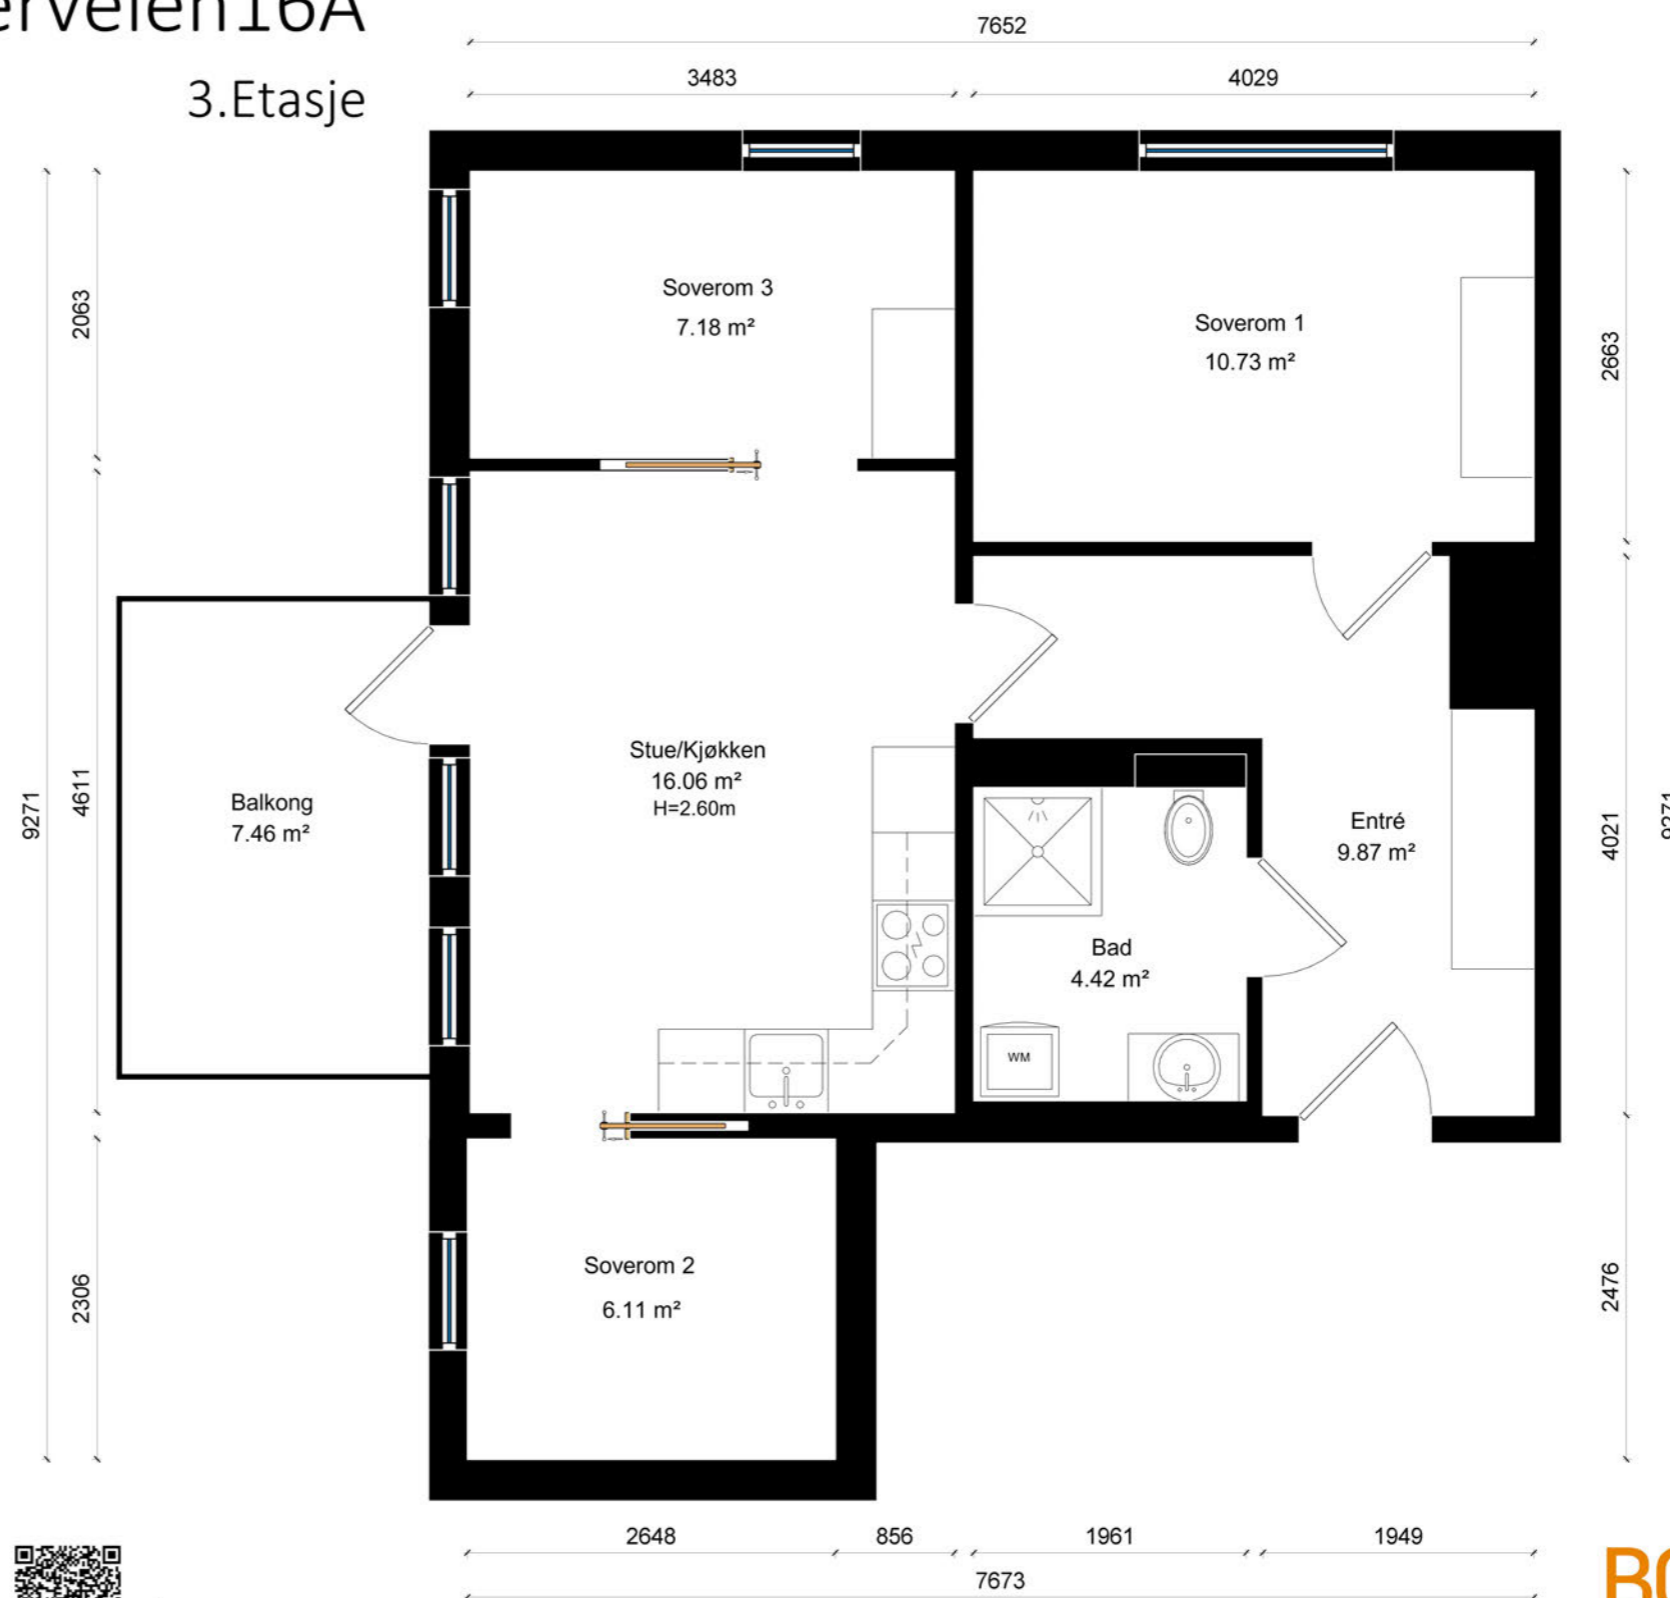 ervelen16A
3.Etasje
7652
3483
4029
2063
4611
9271
2306
2663
4021
2476
Soverom 3
7.18 m²
Soverom 1
10.73 m²
Stue/Kjøkken
16.06 m²
H=2.60m
Balkong
7.46 m²
Entré
9.87 m²
Bad
4.42 m²
WM
Soverom 2
6.11 m²
2648
856
1961
1949
7673